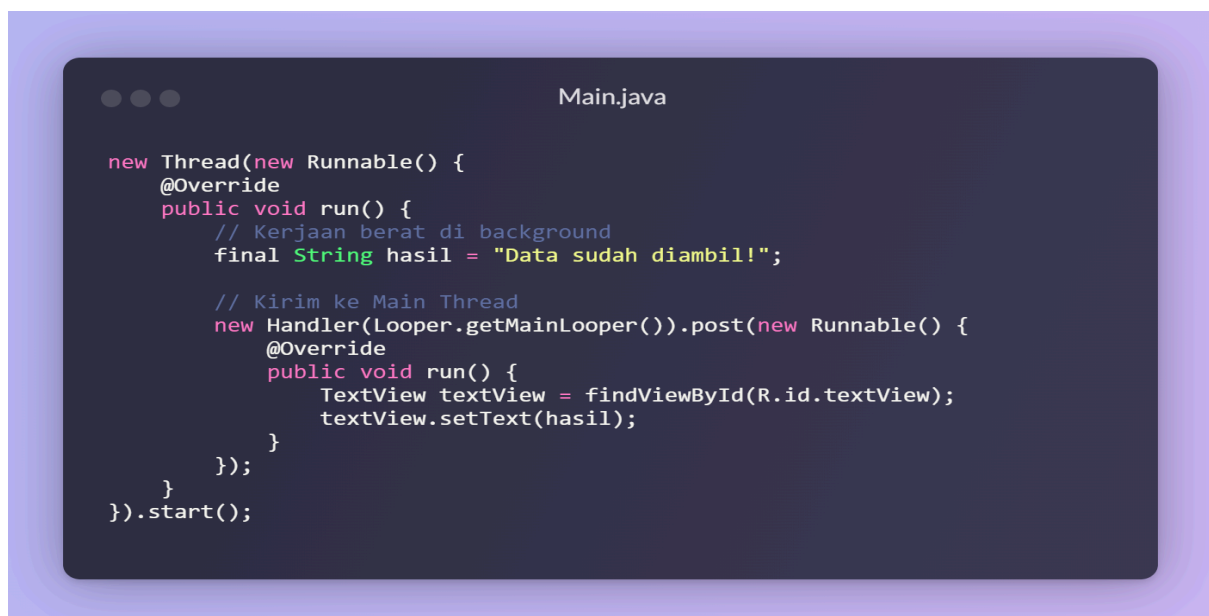 Main.java
new Thread(new Runnable() {
    @Override
    public void run() {
        // Kerjaan berat di background
        final String hasil = "Data sudah diambil!";
        // Kirim ke Main Thread
        new Handler(Looper.getMainLooper()).post(new Runnable() {
            @Override
            public void run() {
                TextView textView = findViewById(R.id.textView);
                textView.setText(hasil);
            }
        });
    }
}).start();